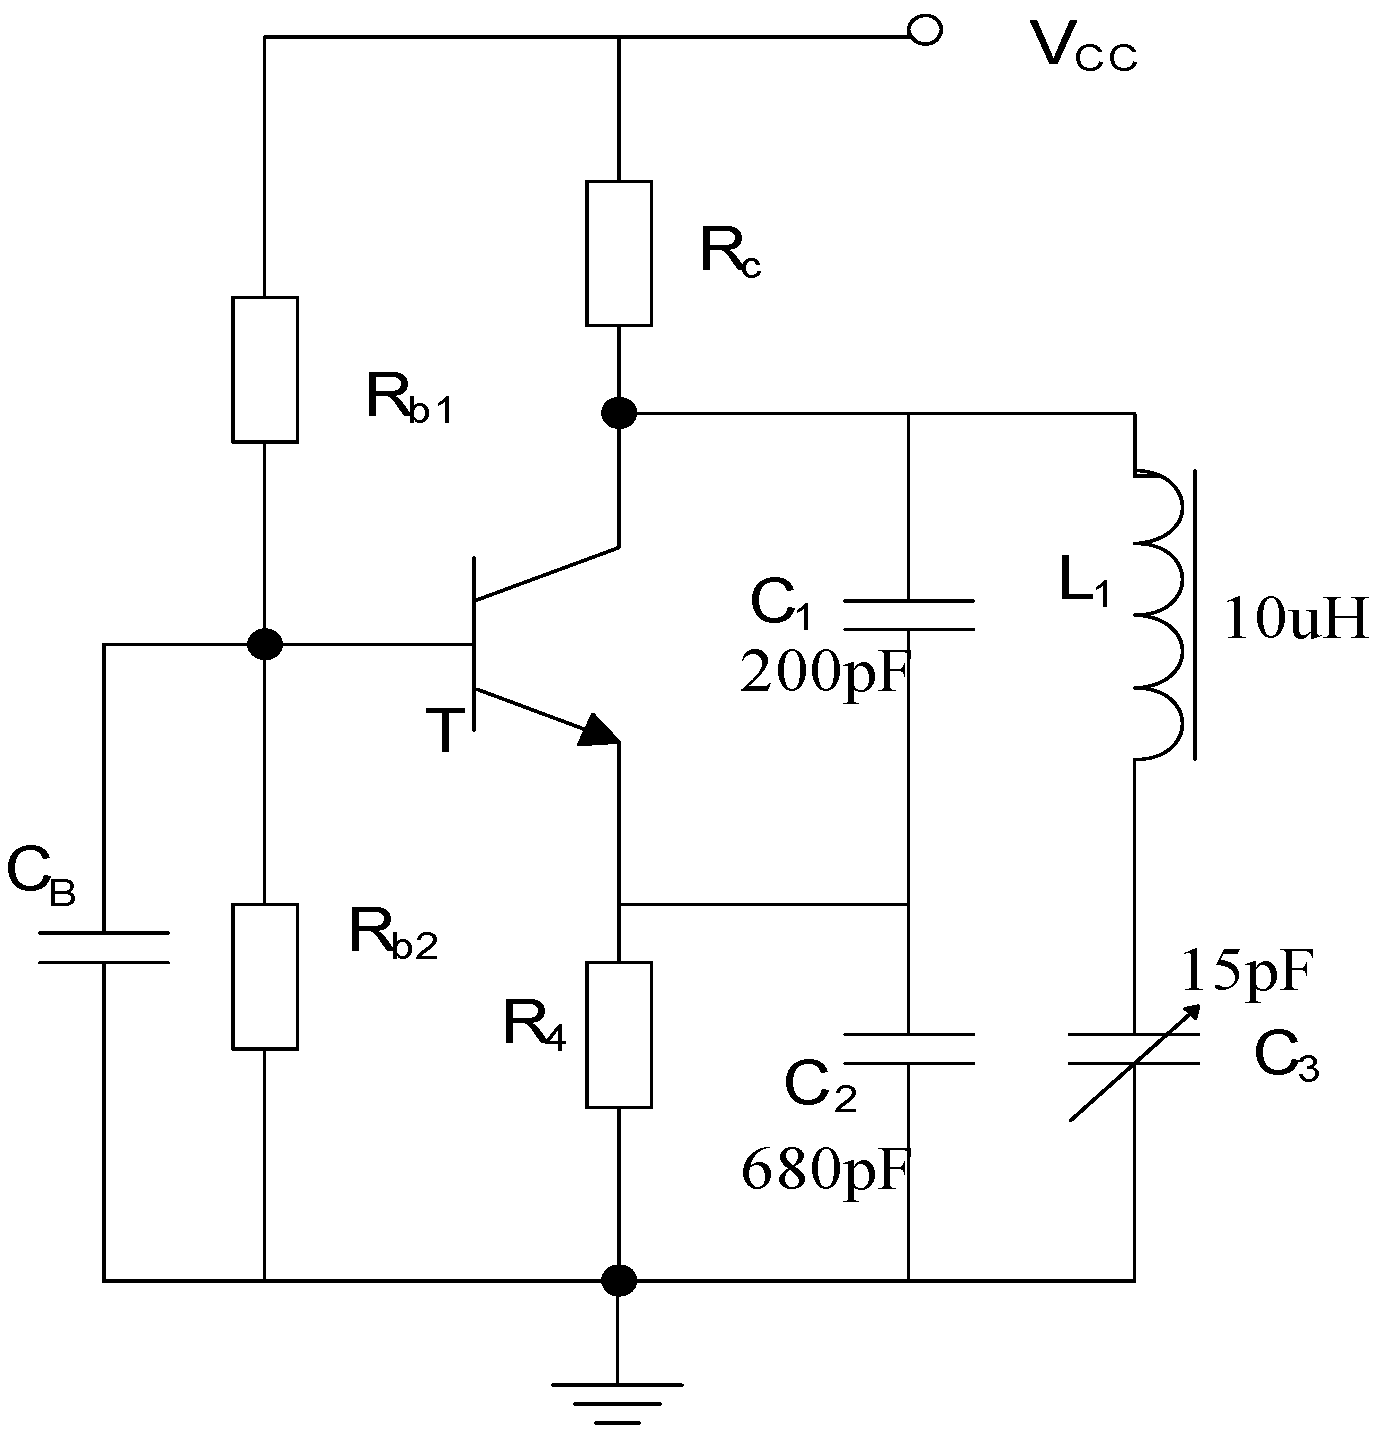 VCC
Rc
Rb1
C1
200pF
L1
10uH
T
CB
Rb2
R4
15pF
C3
C2
680pF